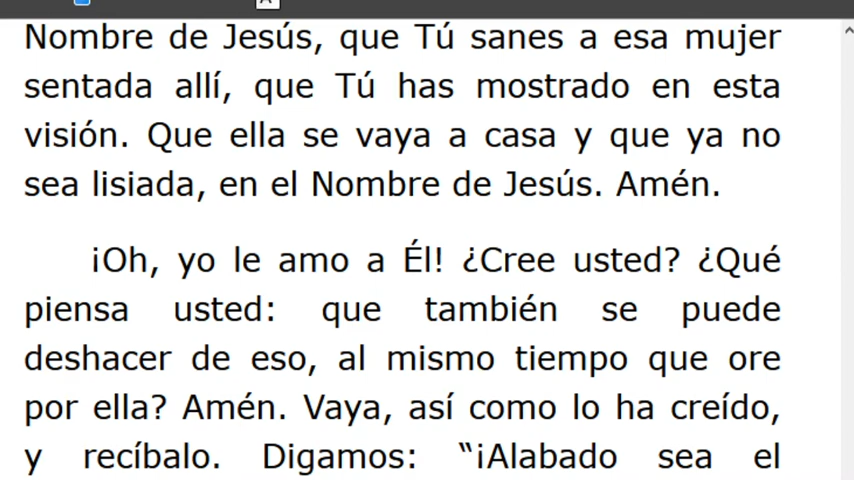 Nombre de Jesús, que Tú sanes a esa mujer
sentada allí, que Tú has mostrado en esta
visión. Que ella se vaya a casa y que ya no
sea lisiada, en el Nombre de Jesús. Amén.
¡Oh, yo le amo a Él! ¿Cree usted? ¿Qué
piensa usted: que también se puede
deshacer de eso, al mismo tiempo que ore
por ella? Amén. Vaya, así como lo ha creído,
y recíbalo. Digamos: “¡Alabado sea el